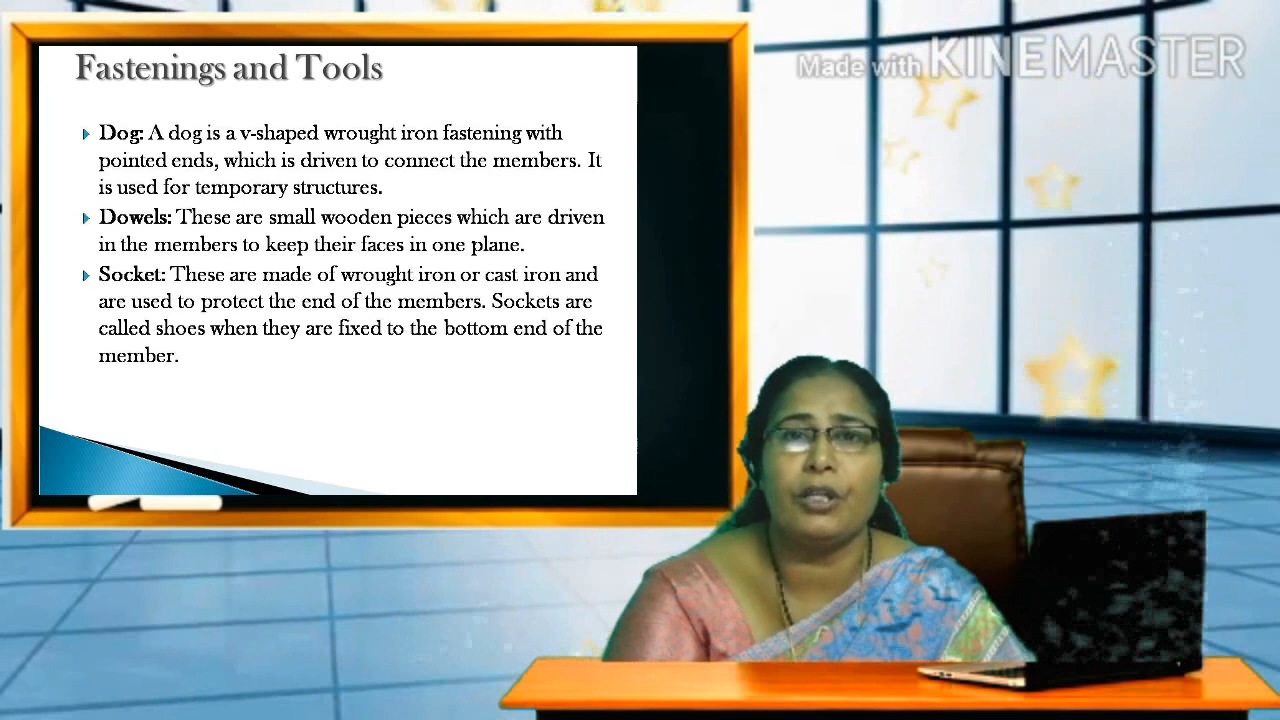 Made with KINEMASTER
Fastenings and Tools
Dog: A dog is a v-shaped wrought iron fastening with
pointed ends, which is driven to connect the members. It
is used for temporary structures.
Dowels: These are small wooden pieces which are driven
in the members to keep their faces in one plane.
Socket: These are made of wrought iron or cast iron and
are used to protect the end of the members. Sockets are
called shoes when they are fixed to the bottom end of the
member.